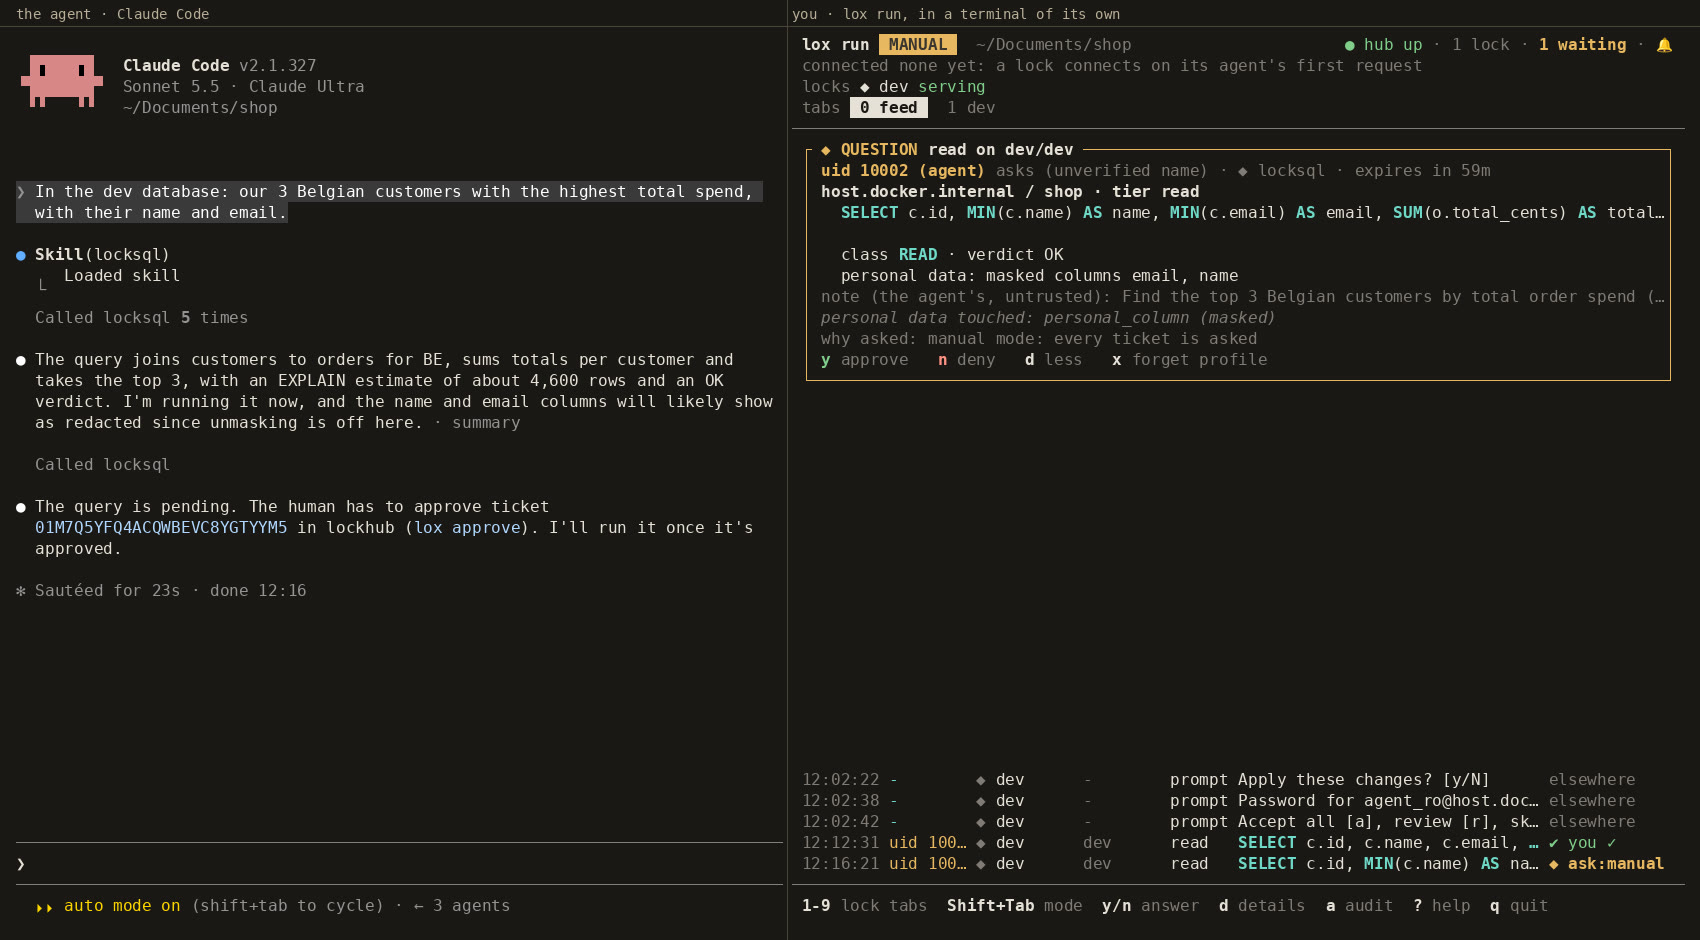 the agent · Claude Code
Claude Code v2.1.327
Sonnet 5.5 · Claude Ultra
~/Documents/shop
❯ In the dev database: our 3 Belgian customers with the highest total spend,
with their name and email.
● Skill(locksql)
└ Loaded skill
Called locksql 5 times
● The query joins customers to orders for BE, sums totals per customer and
takes the top 3, with an EXPLAIN estimate of about 4,600 rows and an OK
verdict. I'm running it now, and the name and email columns will likely show
as redacted since unmasking is off here. · summary
Called locksql
● The query is pending. The human has to approve ticket
01M7Q5YFQ4ACQWBEVC8YGTYYM5 in lockhub (lox approve). I'll run it once it's
approved.
✻ Sautéed for 23s · done 12:16
❯
⏵⏵ auto mode on (shift+tab to cycle) · ← 3 agents
you · lox run, in a terminal of its own
lox run MANUAL ~/Documents/shop ● hub up · 1 lock · 1 waiting · 🔔
connected none yet: a lock connects on its agent's first request
locks ◆ dev serving
tabs 0 feed 1 dev
◆ QUESTION read on dev/dev
uid 10002 (agent) asks (unverified name) · ◆ locksql · expires in 59m
host.docker.internal / shop · tier read
SELECT c.id, MIN(c.name) AS name, MIN(c.email) AS email, SUM(o.total_cents) AS total…
class READ · verdict OK
personal data: masked columns email, name
note (the agent's, untrusted): Find the top 3 Belgian customers by total order spend (…
personal data touched: personal_column (masked)
why asked: manual mode: every ticket is asked
y approve n deny d less x forget profile
12:02:22 - ◆ dev - prompt Apply these changes? [y/N] elsewhere
12:02:38 - ◆ dev - prompt Password for agent_ro@host.doc… elsewhere
12:02:42 - ◆ dev - prompt Accept all [a], review [r], sk… elsewhere
12:12:31 uid 100… ◆ dev dev read SELECT c.id, c.name, c.email, … ✔ you ✓
12:16:21 uid 100… ◆ dev dev read SELECT c.id, MIN(c.name) AS na… ◆ ask:manual
1-9 lock tabs Shift+Tab mode y/n answer d details a audit ? help q quit